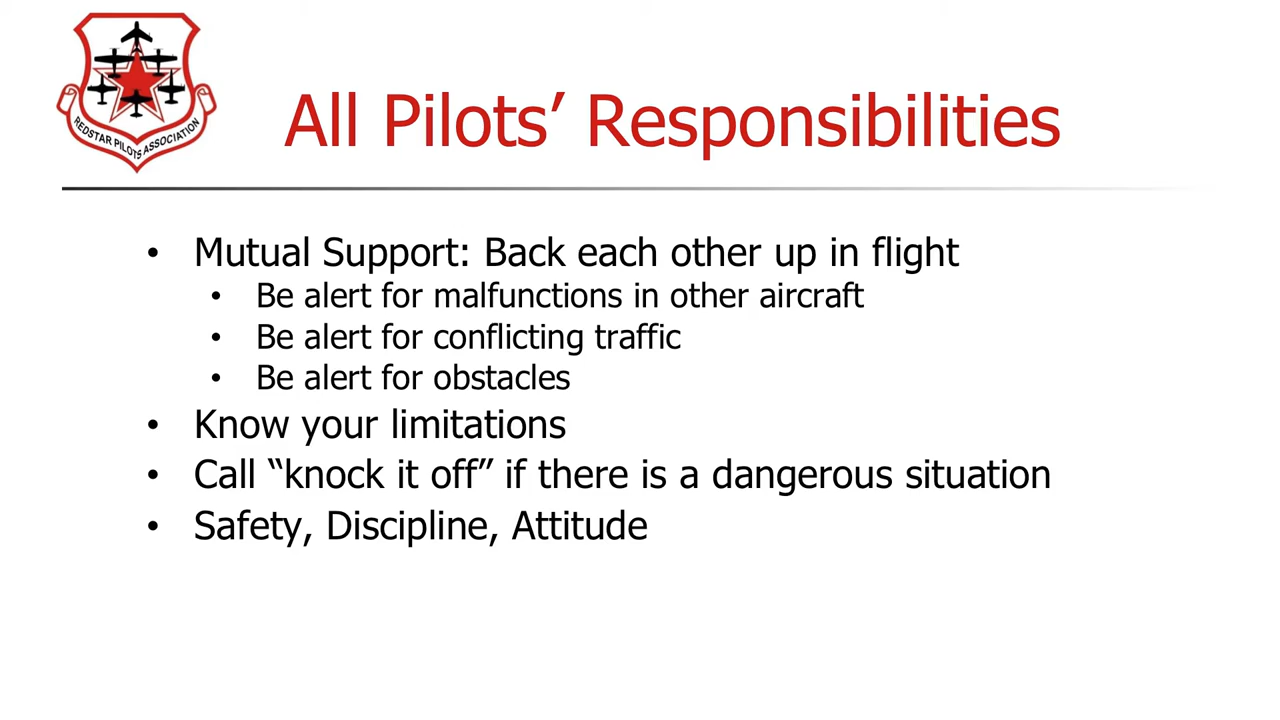 REDSTAR PILOTS ASSOCIATION
All Pilots’ Responsibilities
• Mutual Support: Back each other up in flight
• Be alert for malfunctions in other aircraft
• Be alert for conflicting traffic
• Be alert for obstacles
• Know your limitations
• Call “knock it off” if there is a dangerous situation
• Safety, Discipline, Attitude